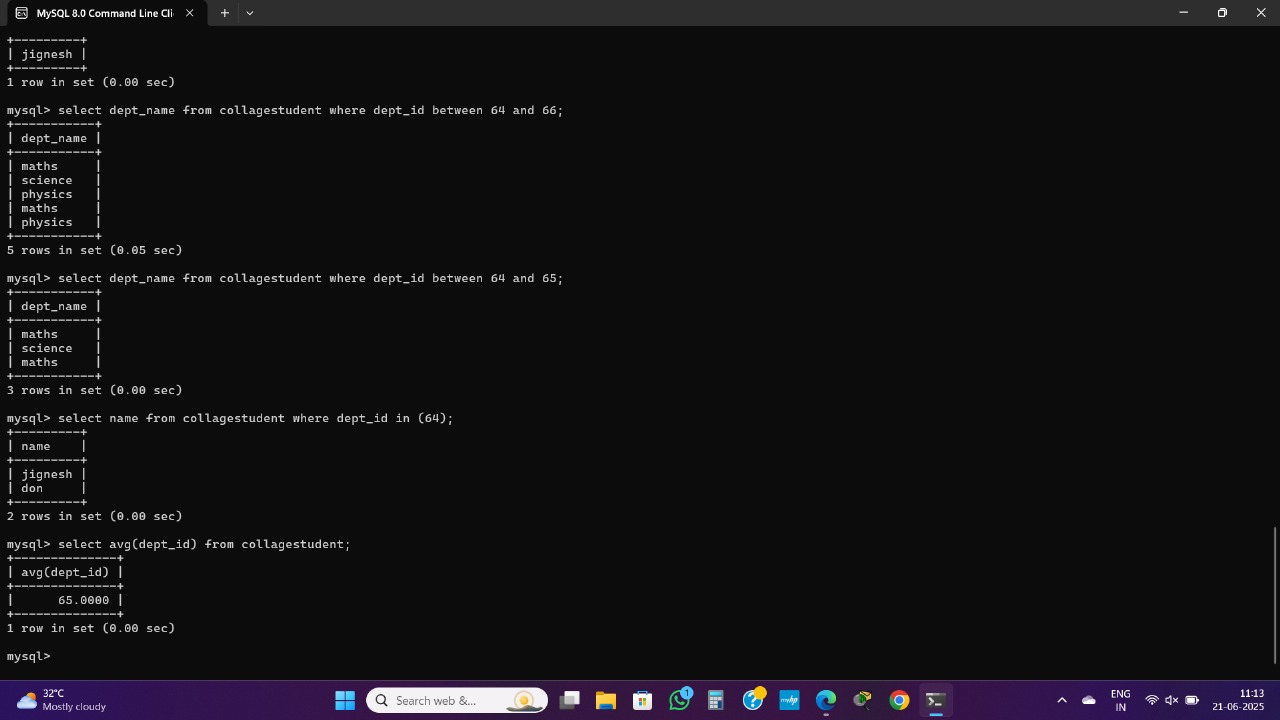 MySQL 8.0 Command Line Cli
+---------+
| jignesh |
+---------+
1 row in set (0.00 sec)
mysql> select dept_name from collagestudent where dept_id between 64 and 66;
+-----------+
| dept_name |
+-----------+
| maths     |
| science   |
| physics   |
| maths     |
| physics   |
+-----------+
5 rows in set (0.05 sec)
mysql> select dept_name from collagestudent where dept_id between 64 and 65;
+-----------+
| dept_name |
+-----------+
| maths     |
| science   |
| maths     |
+-----------+
3 rows in set (0.00 sec)
mysql> select name from collagestudent where dept_id in (64);
+---------+
| name    |
+---------+
| jignesh |
| don     |
+---------+
2 rows in set (0.00 sec)
mysql> select avg(dept_id) from collagestudent;
+--------------+
| avg(dept_id) |
+--------------+
|      65.0000 |
+--------------+
1 row in set (0.00 sec)
mysql>
32°C
Mostly cloudy
Search web &...
1
myhp
ENG
IN
11:13
21-06-2025